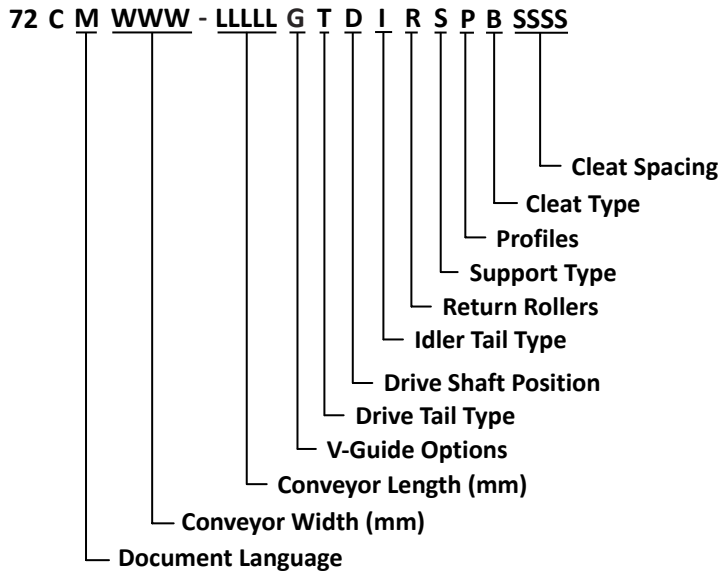 72 C M WWW - LLLLL G T D I R S P B SSSS
Cleat Spacing
Cleat Type
Profiles
Support Type
Return Rollers
Idler Tail Type
Drive Shaft Position
Drive Tail Type
V-Guide Options
Conveyor Length (mm)
Conveyor Width (mm)
Document Language